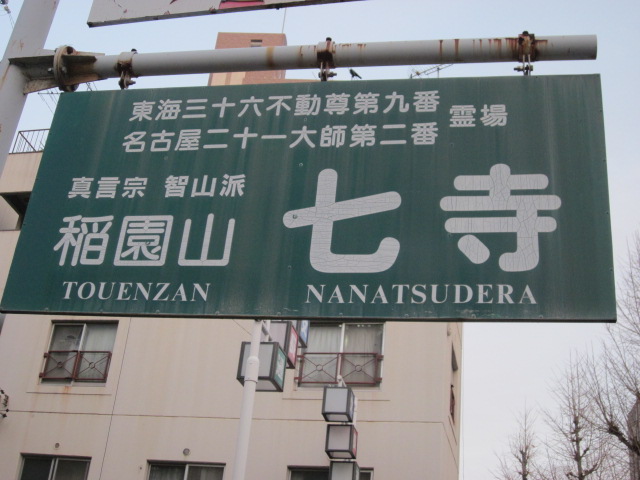 東海三十六不動尊第九番
名古屋二十一大師第二番 霊場
真言宗 智山派
稲園山 七寺
TOUENZAN NANATSUDERA